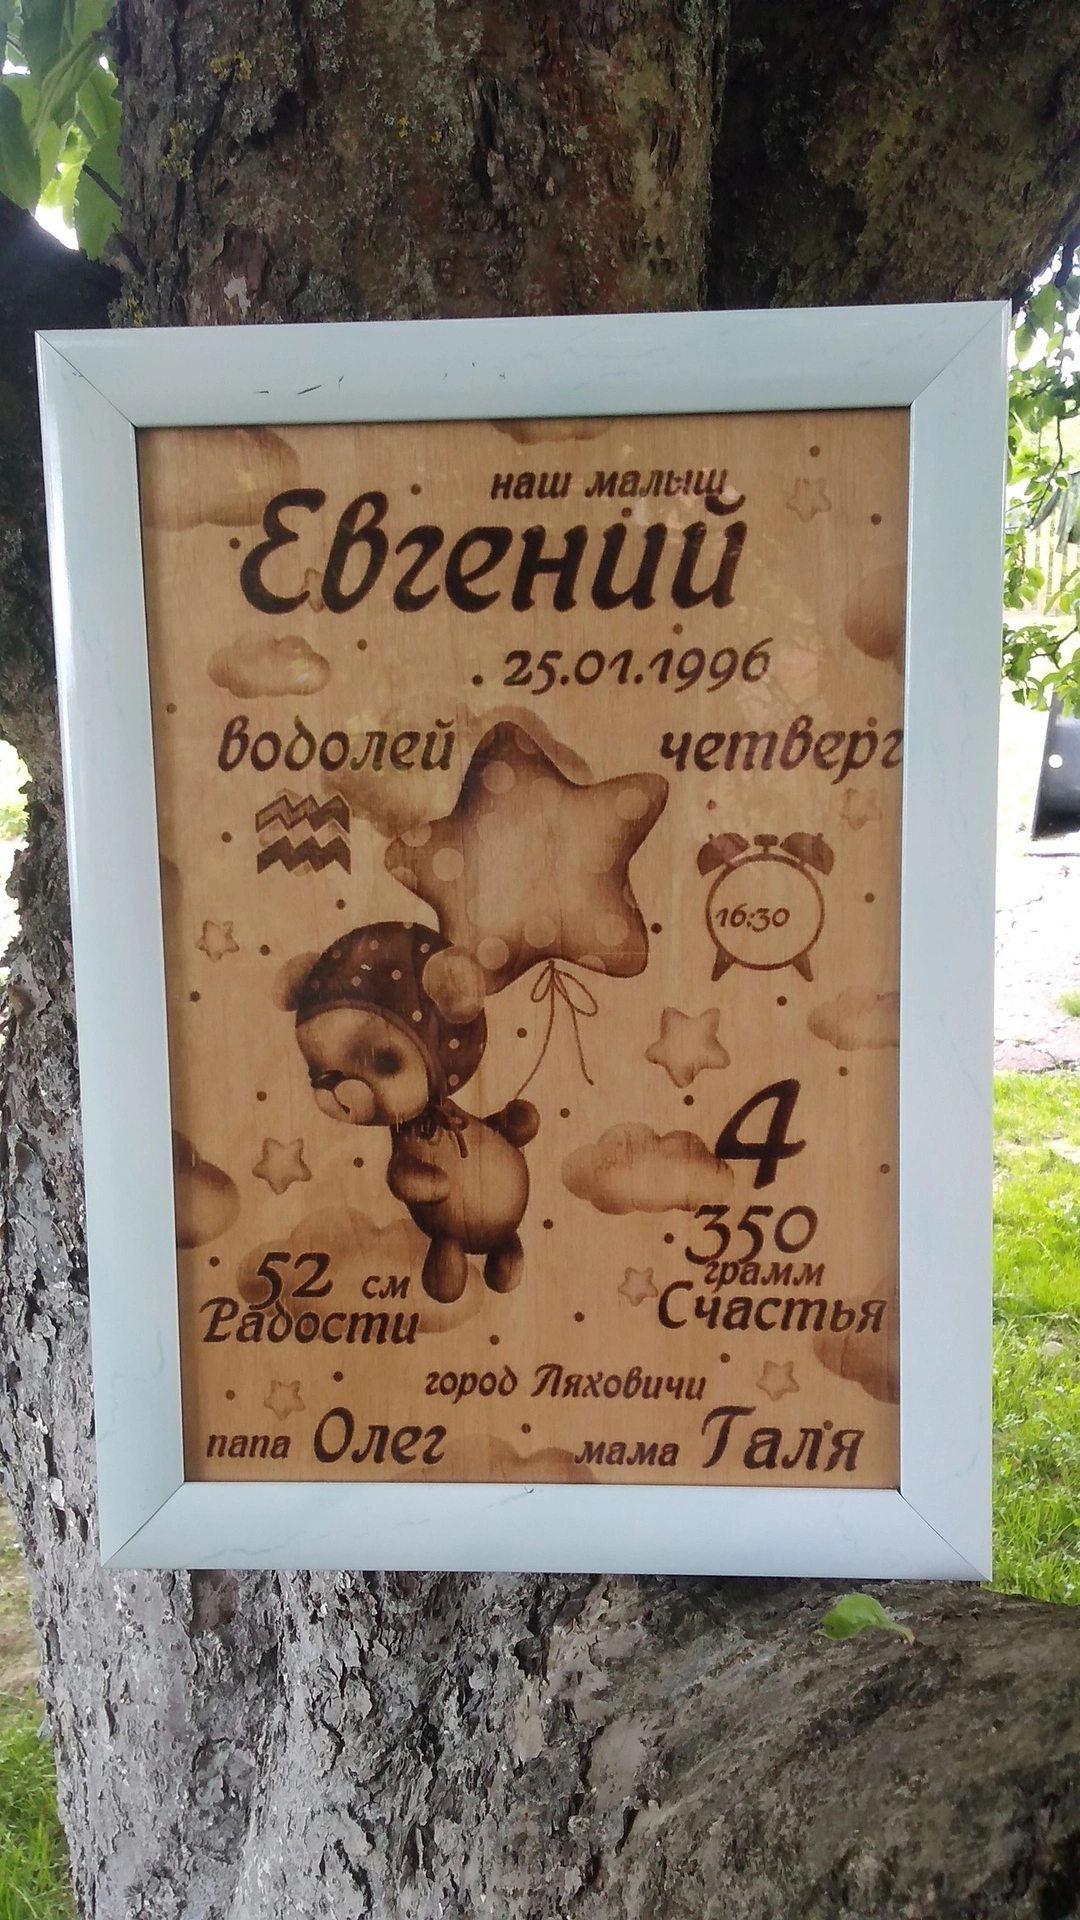 наш малыш
Евгений
25.01.1996
водолей
четверг
16:30
4
350
грамм
Счастья
52 см
Радости
город Ляховичи
папа Олег
мама Галя